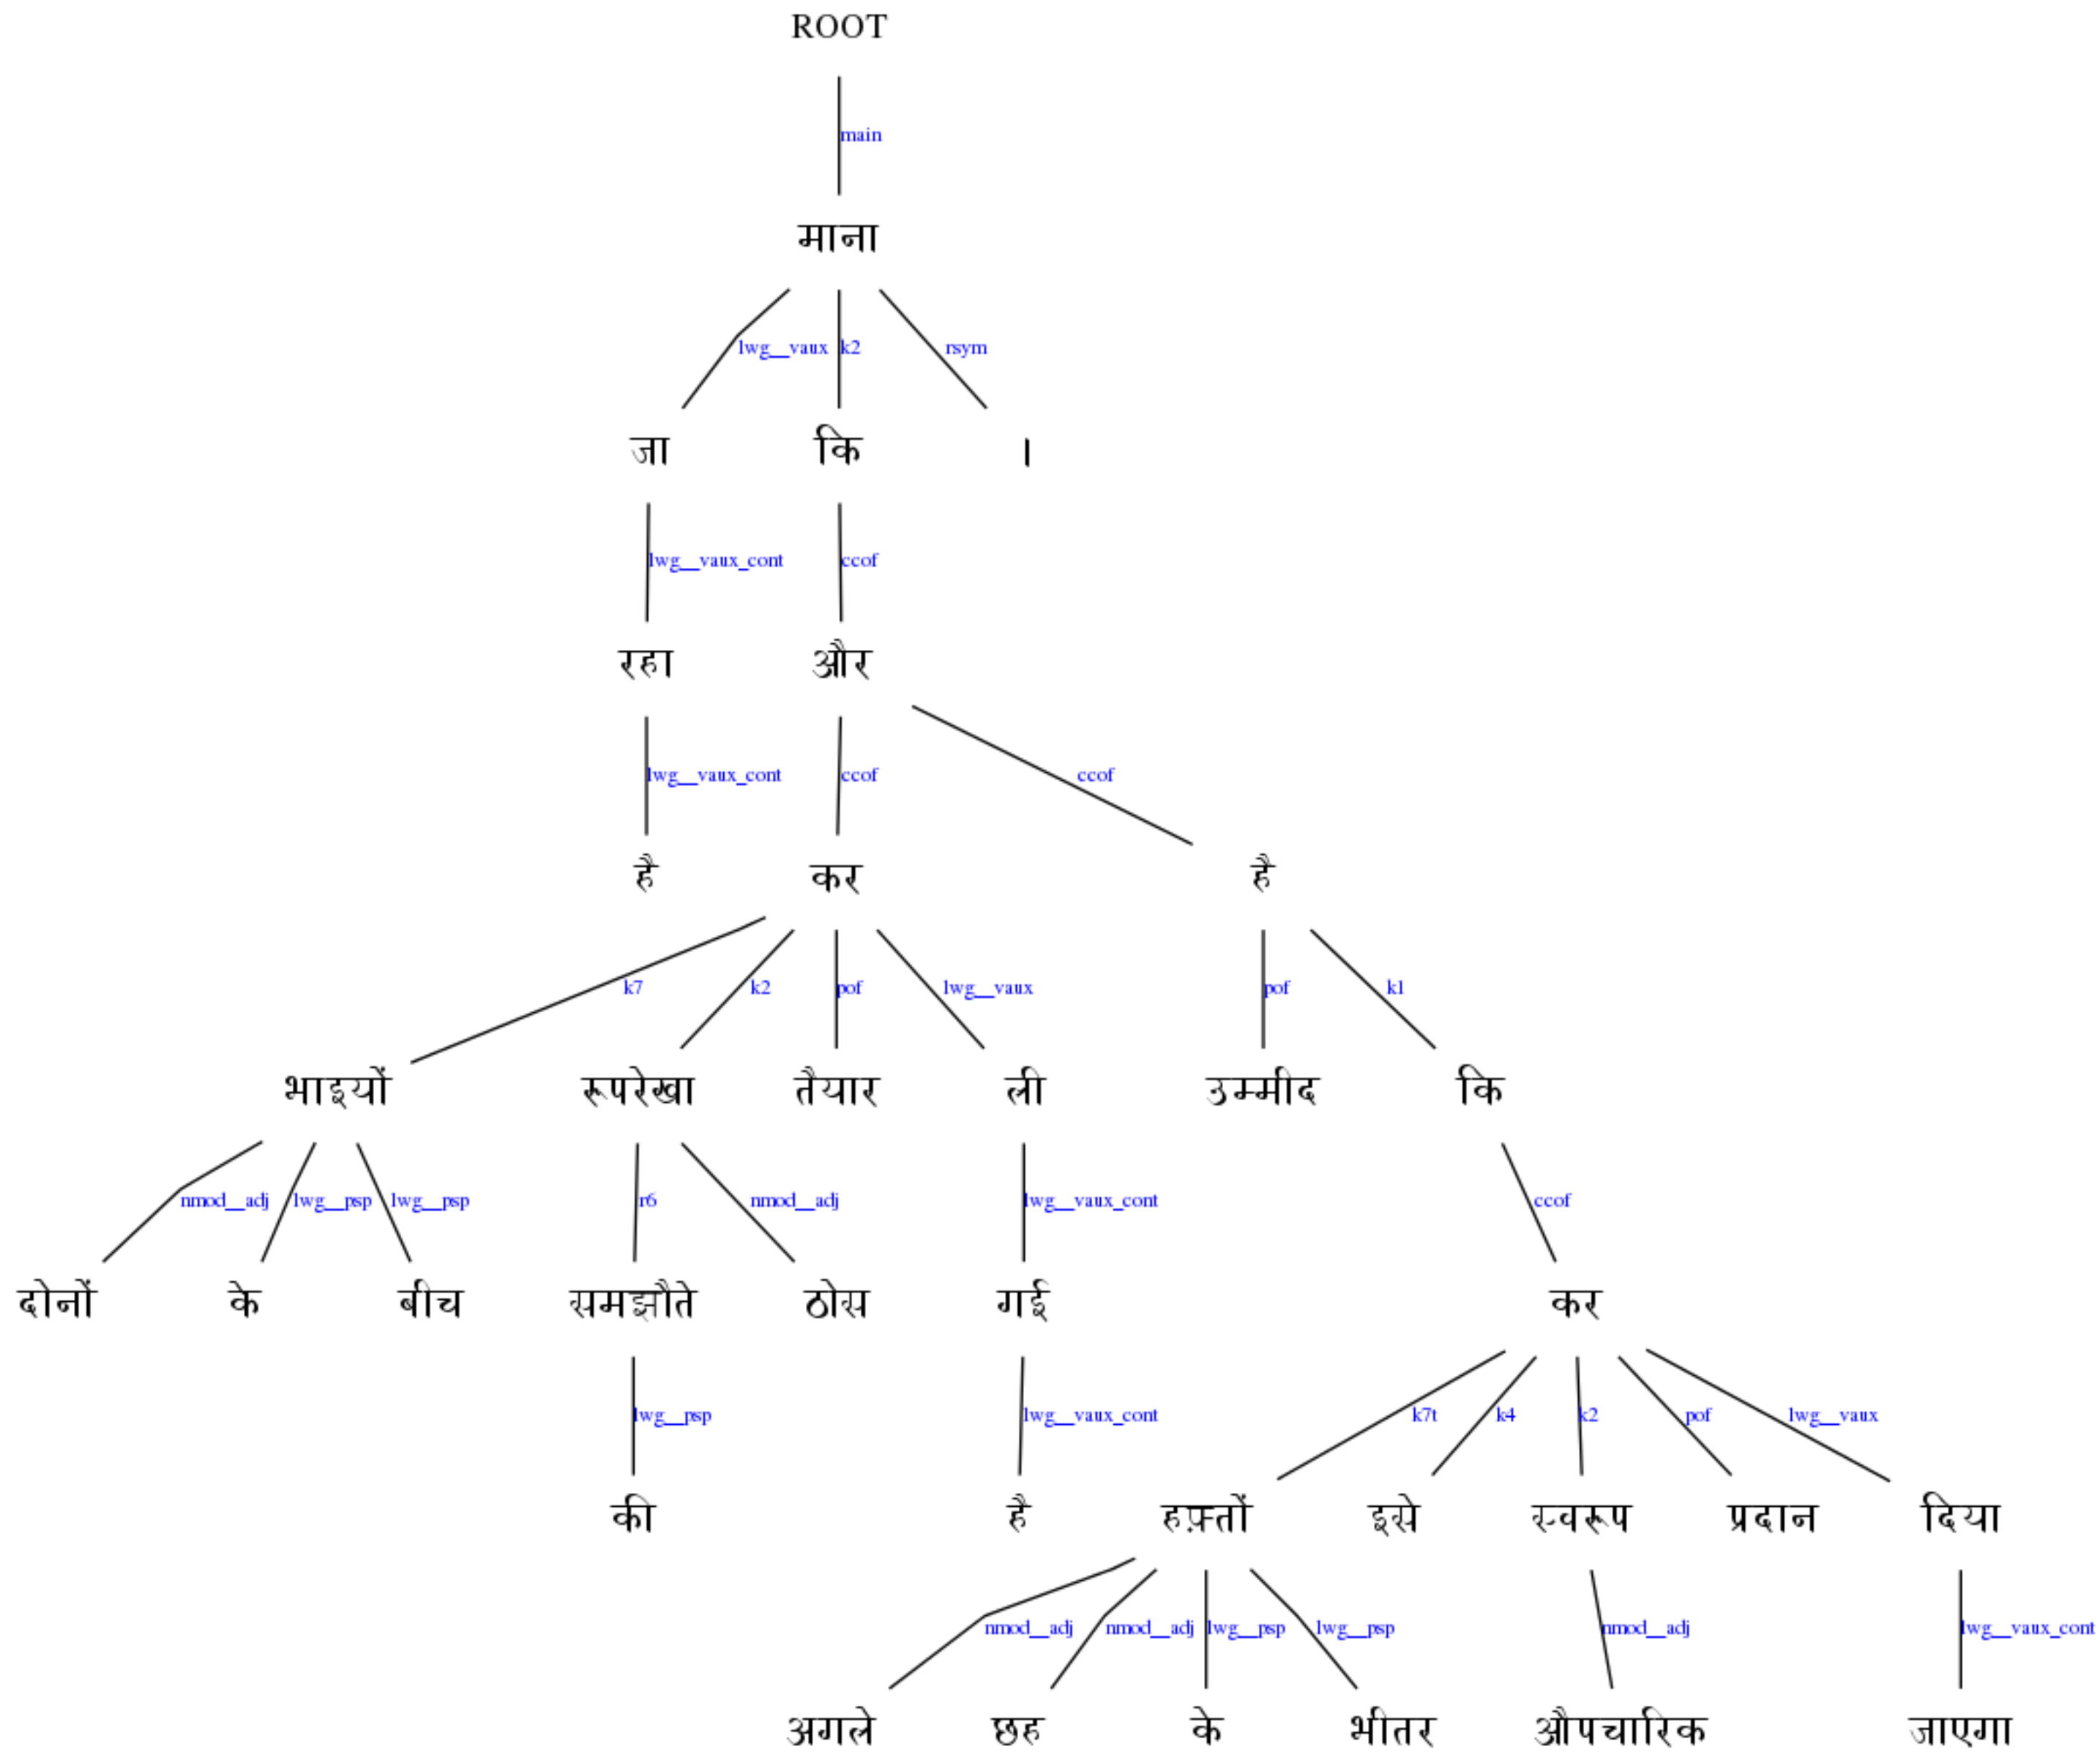 ROOT
main
माना
lwg__vaux k2 rsym
जा कि ।
lwg__vaux_cont ccof
रहा और
lwg__vaux_cont ccof ccof
है कर है
k7 k2 pof lwg__vaux pof k1
भाइयों रूपरेखा तैयार ली उम्मीद कि
nmod__adj lwg__psp lwg__psp r6 nmod__adj lwg__vaux_cont ccof
दोनों के बीच समझौते ठोस गई कर
lwg__psp lwg__vaux_cont k7t k4 k2 pof lwg__vaux
की है हफ़्तों इसे स्वरूप प्रदान दिया
nmod__adj nmod__adj lwg__psp lwg__psp nmod__adj lwg__vaux_cont
अगले छह के भीतर औपचारिक जाएगा